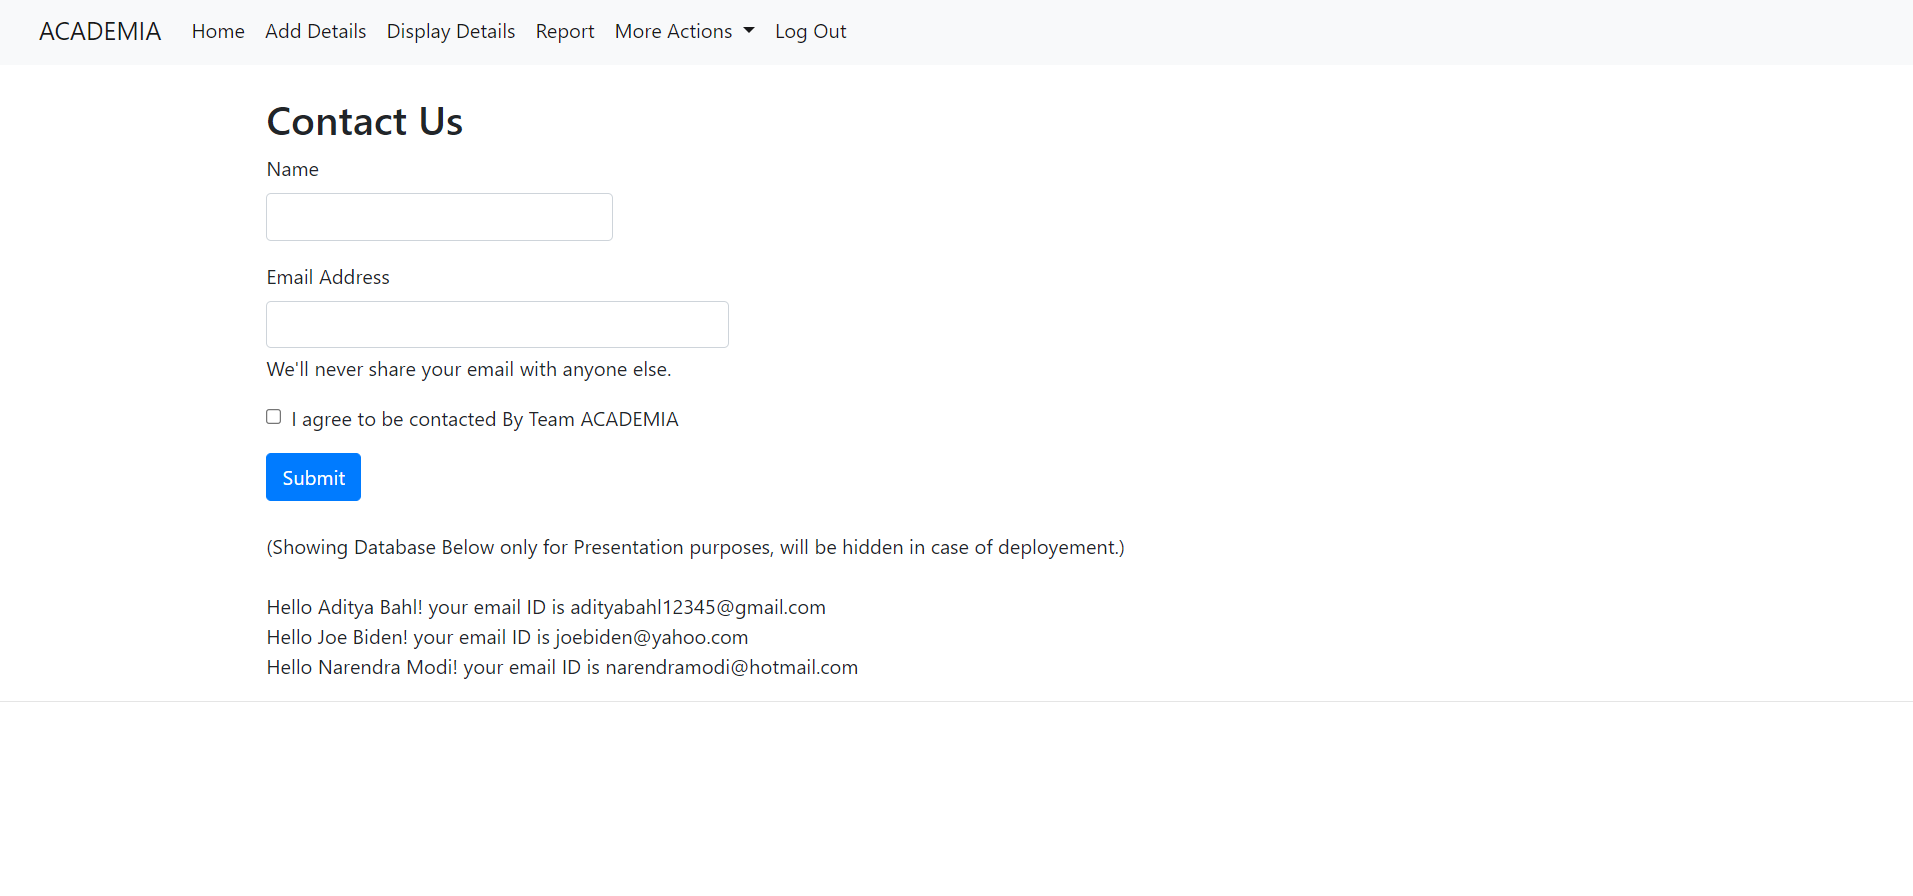 ACADEMIA Home Add Details Display Details Report More Actions Log Out
Contact Us
Name
Email Address
We'll never share your email with anyone else.
I agree to be contacted By Team ACADEMIA
Submit
(Showing Database Below only for Presentation purposes, will be hidden in case of deployement.)
Hello Aditya Bahl! your email ID is adityabahl12345@gmail.com
Hello Joe Biden! your email ID is joebiden@yahoo.com
Hello Narendra Modi! your email ID is narendramodi@hotmail.com